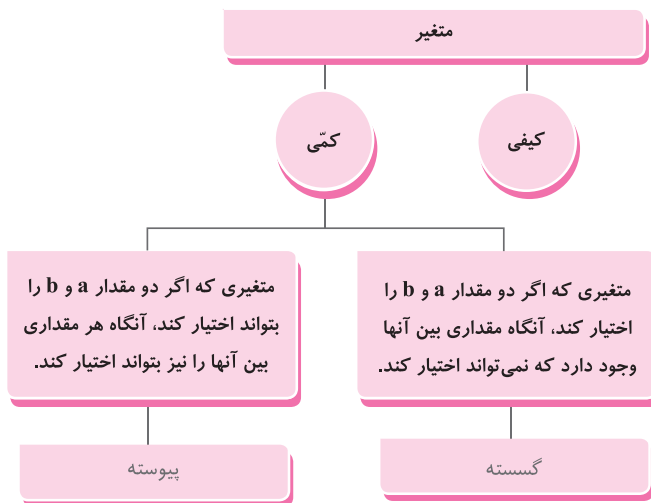 متغیر
کیفی
کمّی
متغیری که اگر دو مقدار a و b را
اختیار کند، آنگاه مقداری بین آنها
وجود دارد که نمی‌تواند اختیار کند.
متغیری که اگر دو مقدار a و b را
بتواند اختیار کند، آنگاه هر مقداری
بین آنها را نیز بتواند اختیار کند.
گسسته
پیوسته